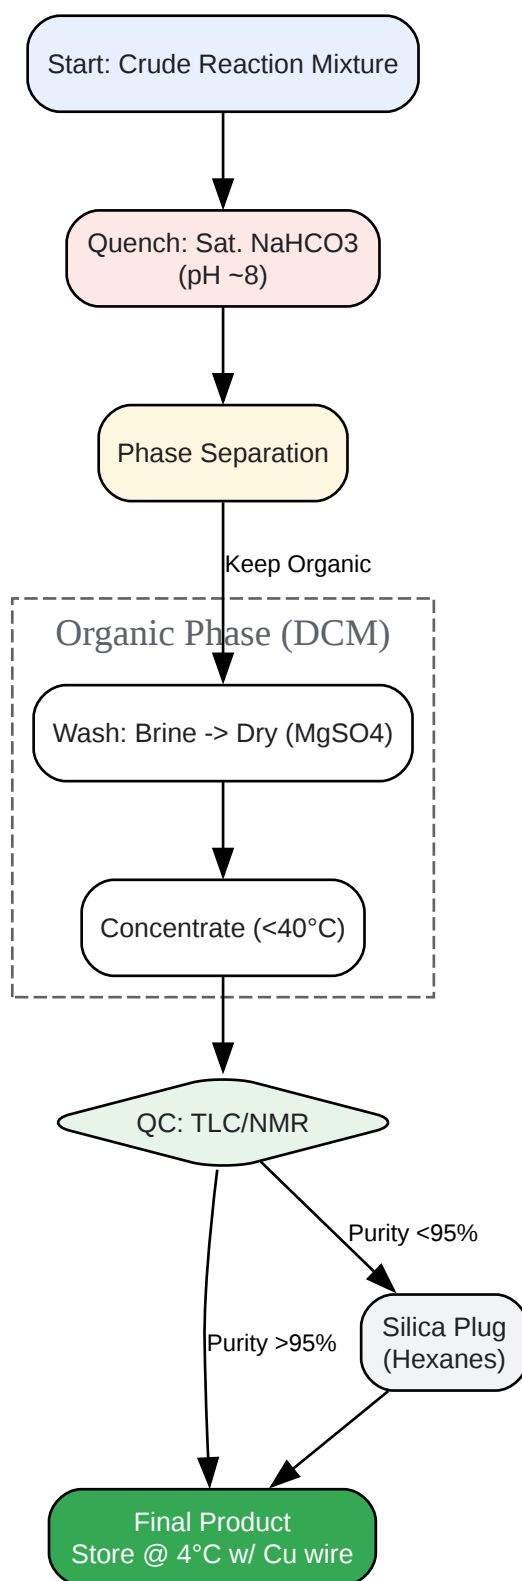 Start: Crude Reaction Mixture
Quench: Sat. NaHCO3
(pH ~8)
Phase Separation
Keep Organic
Organic Phase (DCM)
Wash: Brine -> Dry (MgSO4)
Concentrate (<40°C)
QC: TLC/NMR
Purity <95%
Silica Plug
(Hexanes)
Purity >95%
Final Product
Store @ 4°C w/ Cu wire